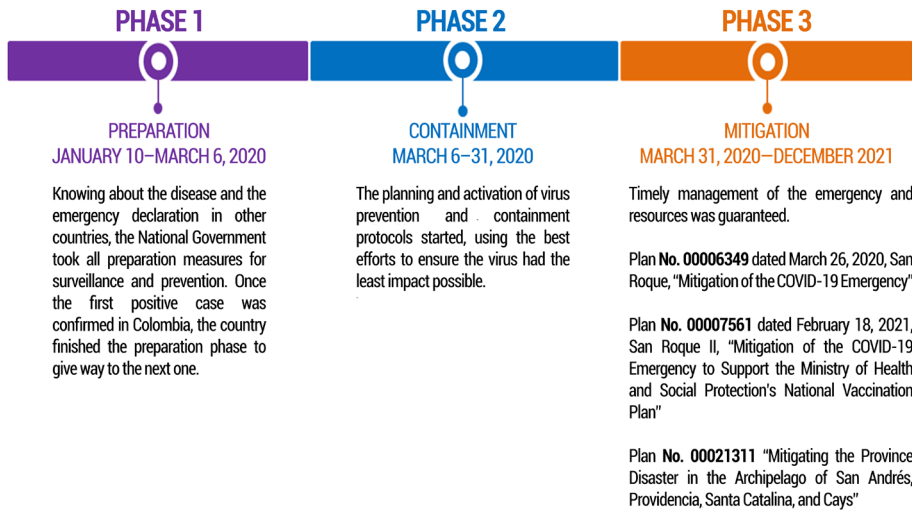 PHASE 1
PREPARATION
JANUARY 10–MARCH 6, 2020
Knowing about the disease and the
emergency declaration in other
countries, the National Government
took all preparation measures for
surveillance and prevention. Once
the first positive case was
confirmed in Colombia, the country
finished the preparation phase to
give way to the next one.
PHASE 2
CONTAINMENT
MARCH 6–31, 2020
The planning and activation of virus
prevention and containment
protocols started, using the best
efforts to ensure the virus had the
least impact possible.
PHASE 3
MITIGATION
MARCH 31, 2020—DECEMBER 2021
Timely management of the emergency and
resources was guaranteed.
Plan No. 00006349 dated March 26, 2020, San
Roque, “Mitigation of the COVID-19 Emergency”
Plan No. 00007561 dated February 18, 2021,
San Roque II, “Mitigation of the COVID-19
Emergency to Support the Ministry of Health
and Social Protection’s National Vaccination
Plan”
Plan No. 00021311 “Mitigating the Province
Disaster in the Archipelago of San Andrés,
Providencia, Santa Catalina, and Cays”